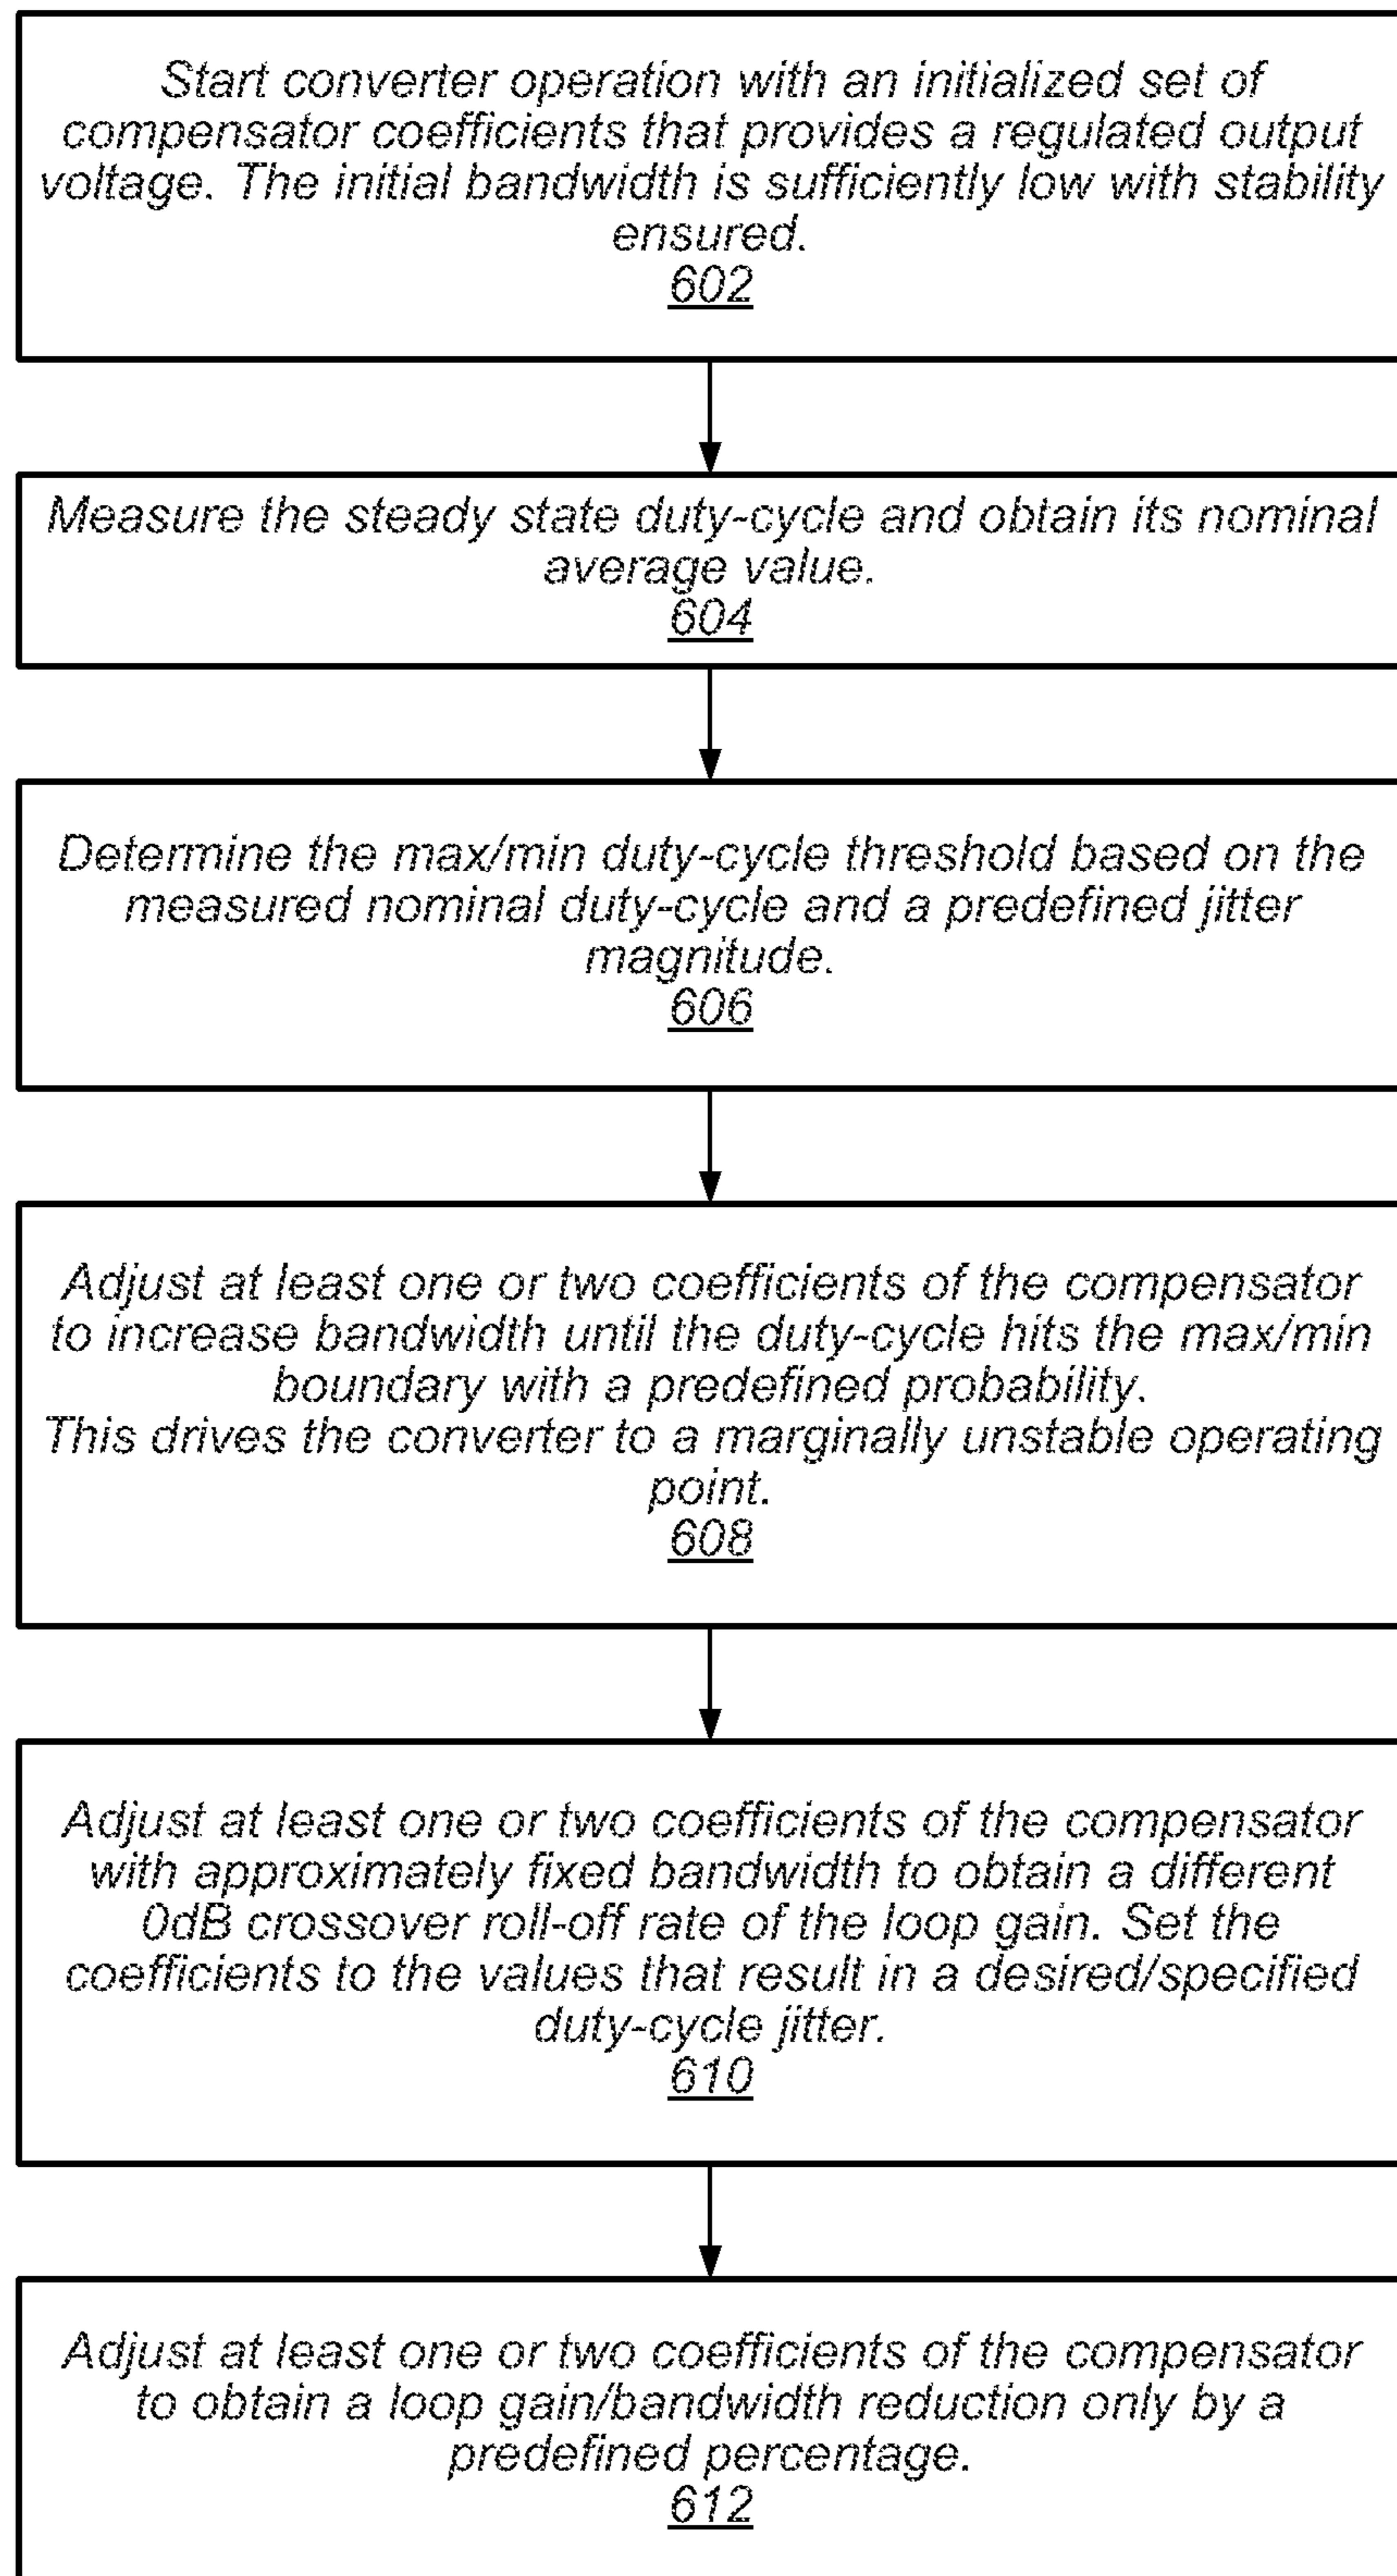 Start converter operation with an initialized set of
compensator coefficients that provides a regulated output
voltage. The initial bandwidth is sufficiently low with stability
ensured.
602
Measure the steady state duty-cycle and obtain its nominal
average value.
604
Determine the max/min duty-cycle threshold based on the
measured nominal duty-cycle and a predefined jitter
magnitude.
606
Adjust at least one or two coefficients of the compensator
to increase bandwidth until the duty-cycle hits the max/min
boundary with a predefined probability.
This drives the converter to a marginally unstable operating
point.
608
Adjust at least one or two coefficients of the compensator
with approximately fixed bandwidth to obtain a different
0dB crossover roll-off rate of the loop gain. Set the
coefficients to the values that result in a desired/specified
duty-cycle jitter.
610
Adjust at least one or two coefficients of the compensator
to obtain a loop gain/bandwidth reduction only by a
predefined percentage.
612